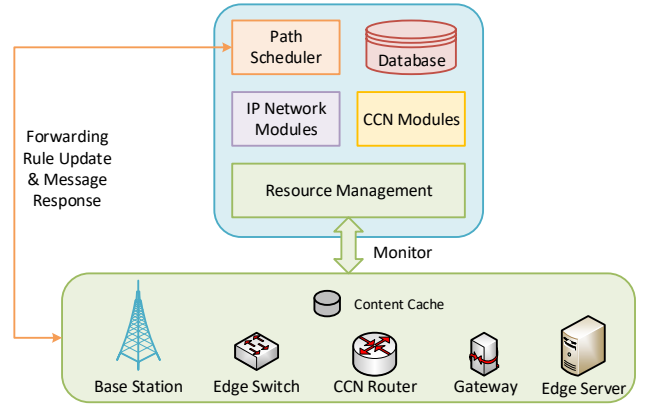 Path
Scheduler
Database
IP Network
Modules
CCN Modules
Forwarding
Rule Update
& Message
Response
Resource Management
Monitor
Content Cache
Base Station
Edge Switch
CCN Router
Gateway
Edge Server